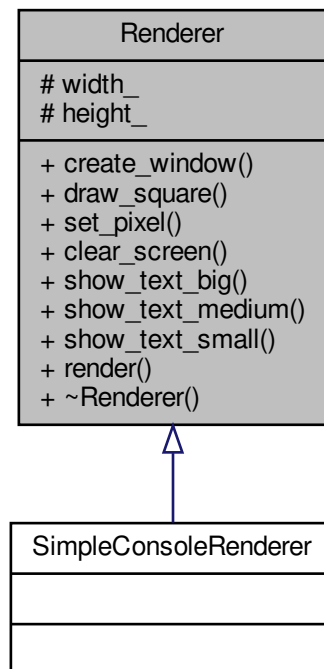 Renderer
# width_
# height_
+ create_window()
+ draw_square()
+ set_pixel()
+ clear_screen()
+ show_text_big()
+ show_text_medium()
+ show_text_small()
+ render()
+ ~Renderer()
SimpleConsoleRenderer